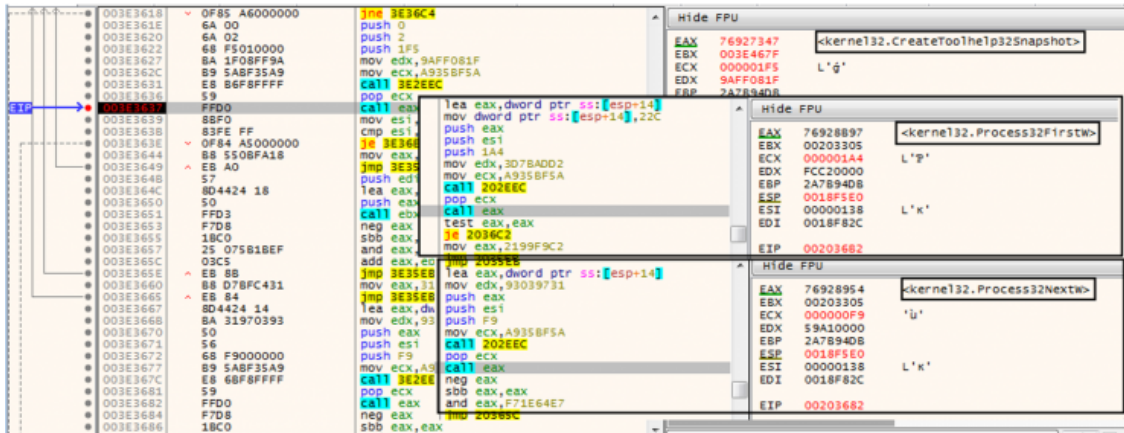 Hide FPU
003E3618 0F85 A6000000 jne 3E36C4
003E361E 6A 00 push 0
003E3620 6A 02 push 2
003E3622 68 F5010000 push 1F5
003E3627 BA 1F08FF9A mov edx,9AFF081F
003E362C B9 5ABF35A9 mov ecx,A935BF5A
003E3631 E8 B6F8FFFF call 3E2EEC
003E3636 59 pop ecx
EIP 003E3637 FFD0 call eax
003E3639 8BF0 mov esi,
003E363B 83FE FF cmp esi,
003E363E 0F84 A5000000 je 3E36E
003E3644 B8 550BFA18 mov eax,
003E3649 EB A0 jmp 3E35
003E364B 57 push edi
003E364C 8D4424 18 lea eax,
003E3650 50 push eax
003E3651 FFD3 call ebx
003E3653 F7D8 neg eax
003E3655 1BC0 sbb eax,
003E3657 25 075B1BEF and eax,
003E365C 03C5 add eax,eb
003E365E EB 8B jmp 3E35EB
003E3660 B8 D7BFC431 mov eax,31
003E3665 EB 84 jmp 3E35EB
003E3667 8D4424 14 lea eax,dw
003E366B BA 31970393 mov edx,93
003E3670 50 push eax
003E3671 56 push esi
003E3672 68 F9000000 push F9
003E3677 B9 5ABF35A9 mov ecx,A9
003E367C E8 6BF8FFFF call 3E2EE
003E3681 59 pop ecx
003E3682 FFD0 call eax
003E3684 F7D8 neg eax
003E3686 1BC0 sbb eax,eax
EAX 76927347 <kernel32.CreateToolhelp32Snapshot>
EBX 003E467F
ECX 000001F5 L'ǵ'
EDX 9AFF081F
EBP 2A7B94DB
lea eax,dword ptr ss:[esp+14]
mov dword ptr ss:[esp+14],22C
push eax
push esi
push 1A4
mov edx,3D7BADD2
mov ecx,A935BF5A
call 202EEC
pop ecx
call eax
test eax,eax
je 2036C2
mov eax,2199F9C2
jmp 2035EB
Hide FPU
EAX 76928B97 <kernel32.Process32FirstW>
EBX 00203305
ECX 000001A4 L'Ƥ'
EDX FCC20000
EBP 2A7B94DB
ESP 0018F5E0
ESI 00000138 L'ĸ'
EDI 0018F82C
EIP 00203682
lea eax,dword ptr ss:[esp+14]
mov edx,93039731
push eax
push esi
push F9
mov ecx,A935BF5A
call 202EEC
pop ecx
call eax
neg eax
sbb eax,eax
and eax,F71E64E7
jmp 20365C
Hide FPU
EAX 76928954 <kernel32.Process32NextW>
EBX 00203305
ECX 000000F9 'ù'
EDX 59A10000
EBP 2A7B94DB
ESP 0018F5E0
ESI 00000138 L'ĸ'
EDI 0018F82C
EIP 00203682